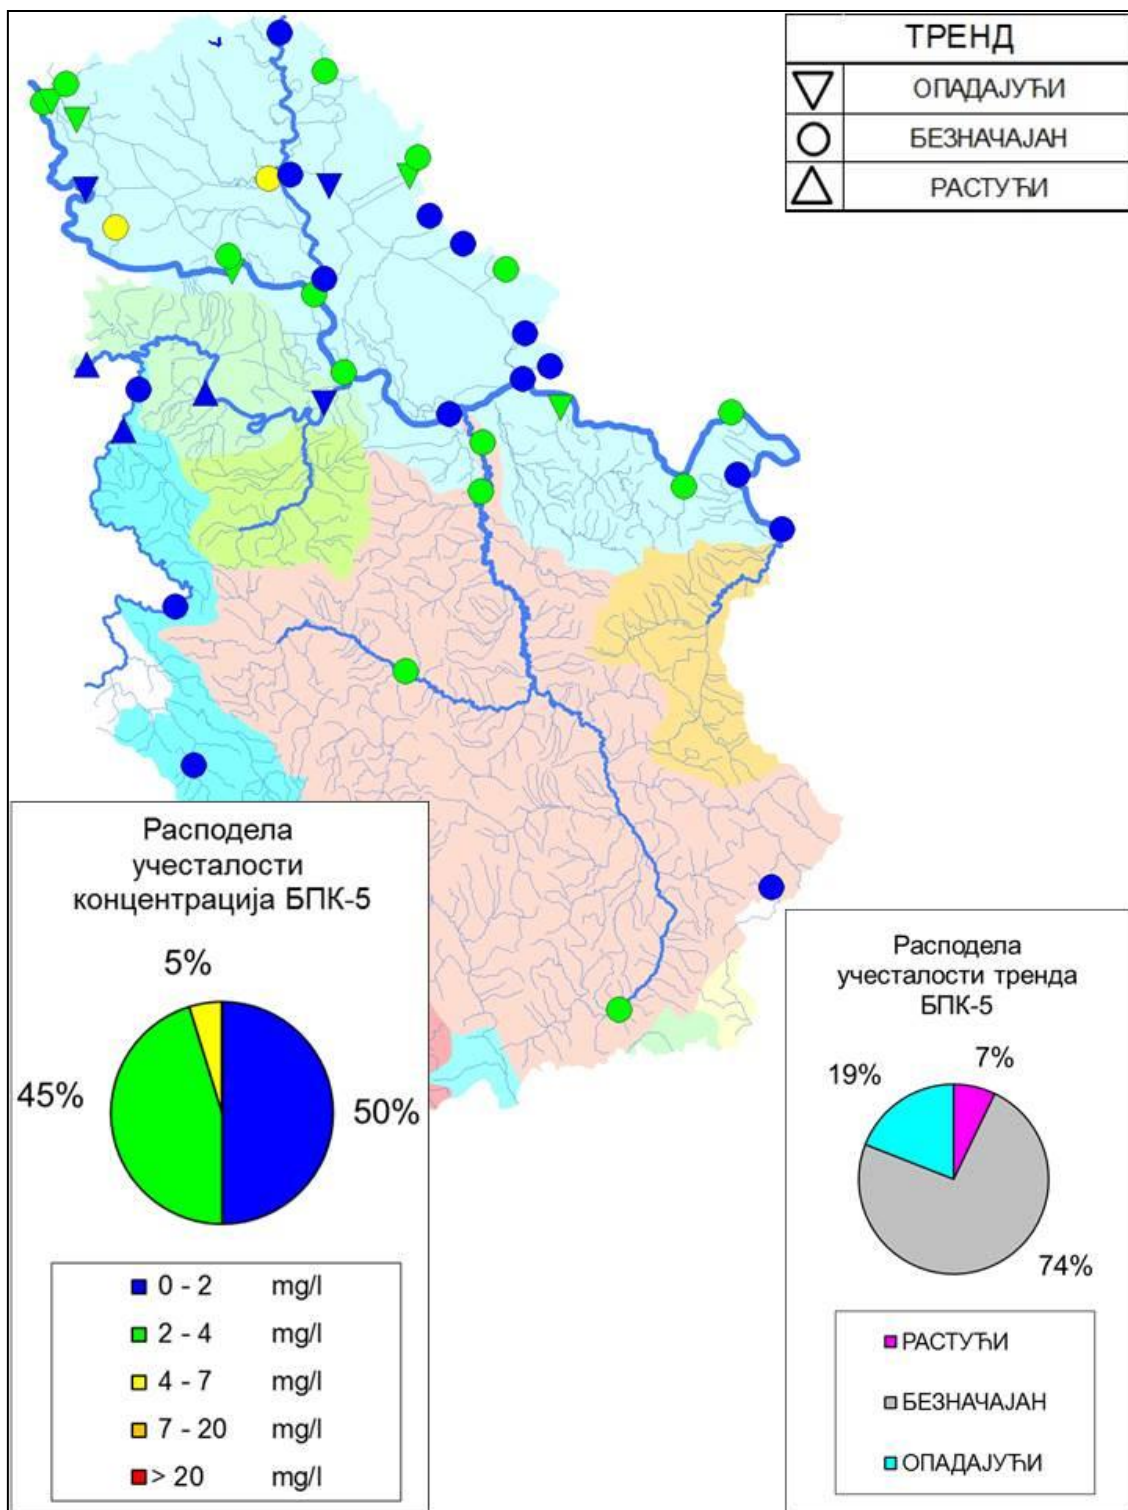 ТРЕНД
ОПАДАЈУЋИ
БЕЗНАЧАЈАН
РАСТУЋИ
Расподела
учесталости
концентрација БПК-5
5%
45%
50%
0 - 2 mg/l
2 - 4 mg/l
4 - 7 mg/l
7 - 20 mg/l
> 20 mg/l
Расподела
учесталости тренда
БПК-5
7%
19%
74%
РАСТУЋИ
БЕЗНАЧАЈАН
ОПАДАЈУЋИ